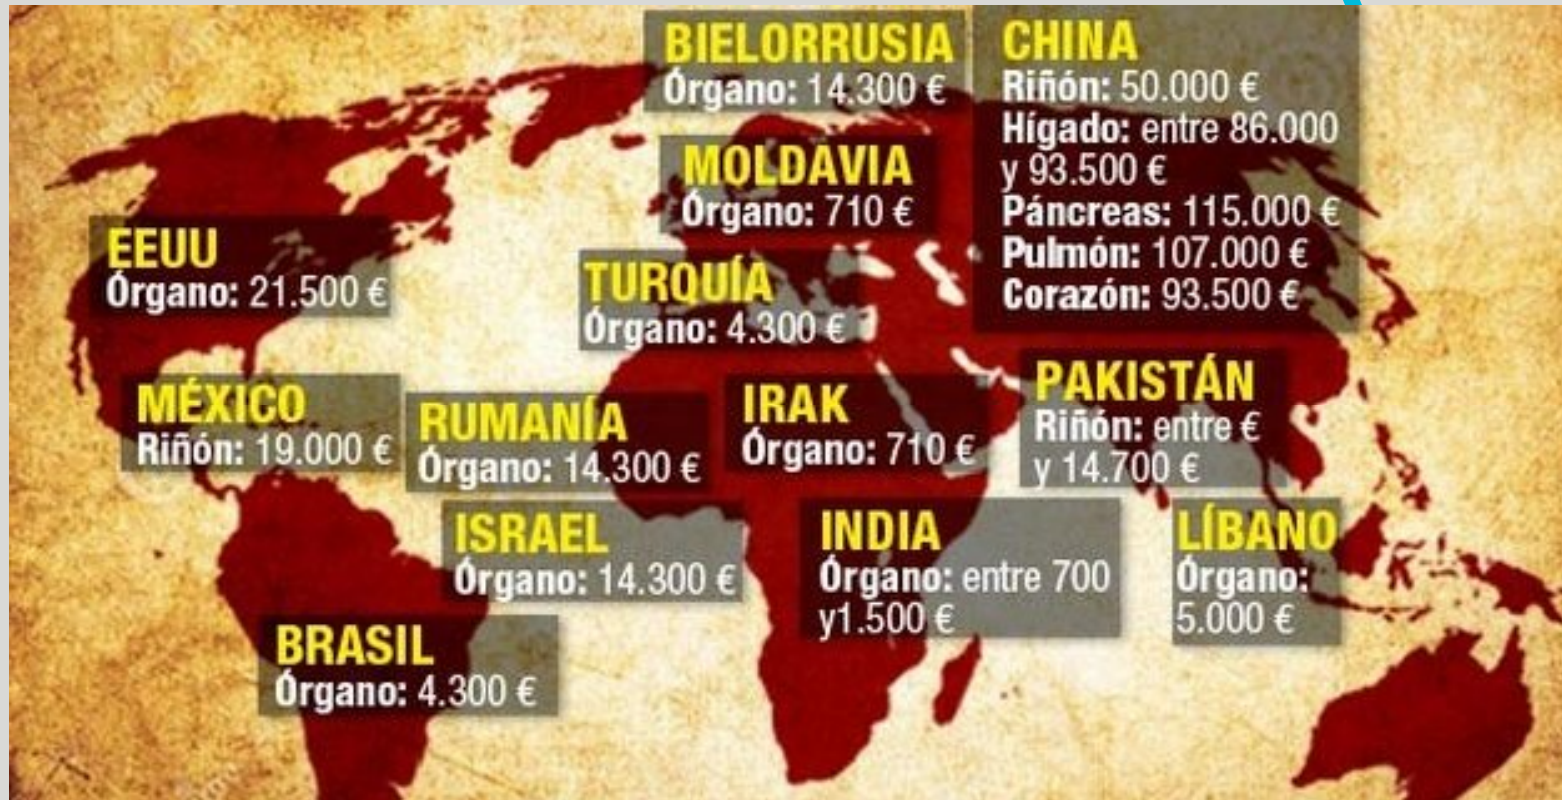 BIELORRUSIA
Órgano: 14.300 €
CHINA
Riñón: 50.000 €
Hígado: entre 86.000
y 93.500 €
Páncreas: 115.000 €
Pulmón: 107.000 €
Corazón: 93.500 €
MOLDAVIA
Órgano: 710 €
EEUU
Órgano: 21.500 €
TURQUÍA
Órgano: 4.300 €
MÉXICO
Riñón: 19.000 €
RUMANÍA
Órgano: 14.300 €
IRAK
Órgano: 710 €
PAKISTÁN
Riñón: entre €
y 14.700 €
ISRAEL
Órgano: 14.300 €
INDIA
Órgano: entre 700
y1.500 €
LÍBANO
Órgano:
5.000 €
BRASIL
Órgano: 4.300 €